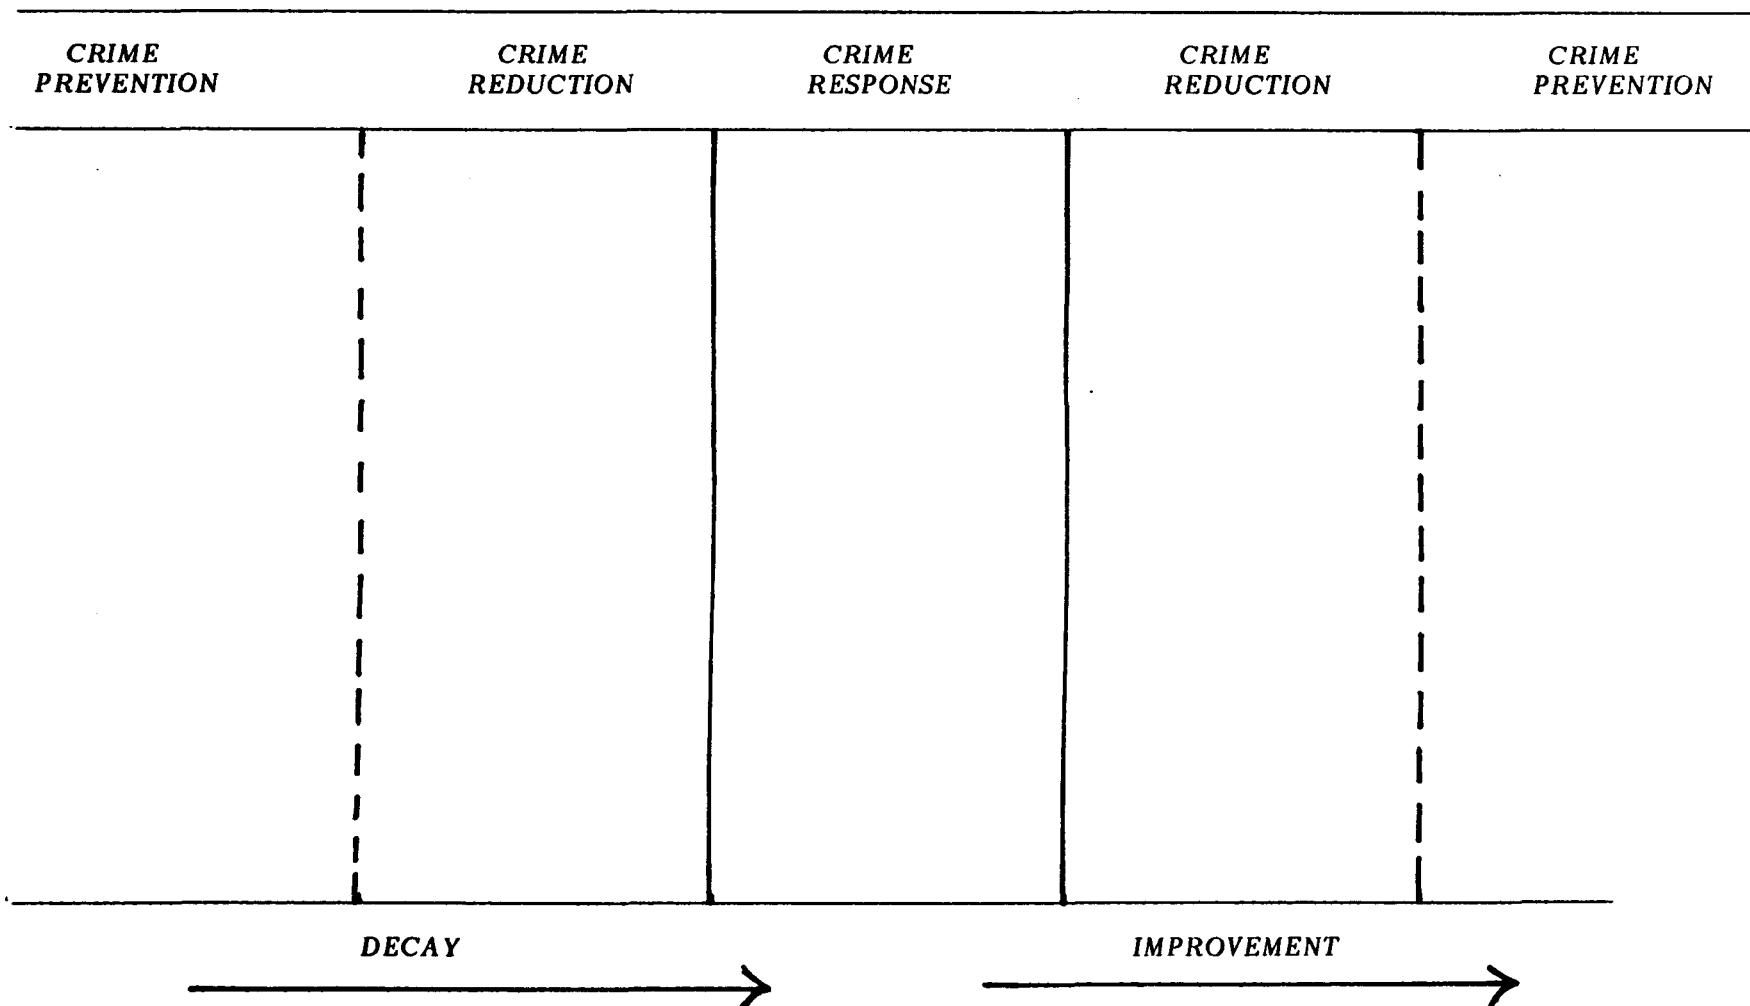 CRIME
PREVENTION
CRIME
REDUCTION
CRIME
RESPONSE
CRIME
REDUCTION
CRIME
PREVENTION
DECAY
IMPROVEMENT